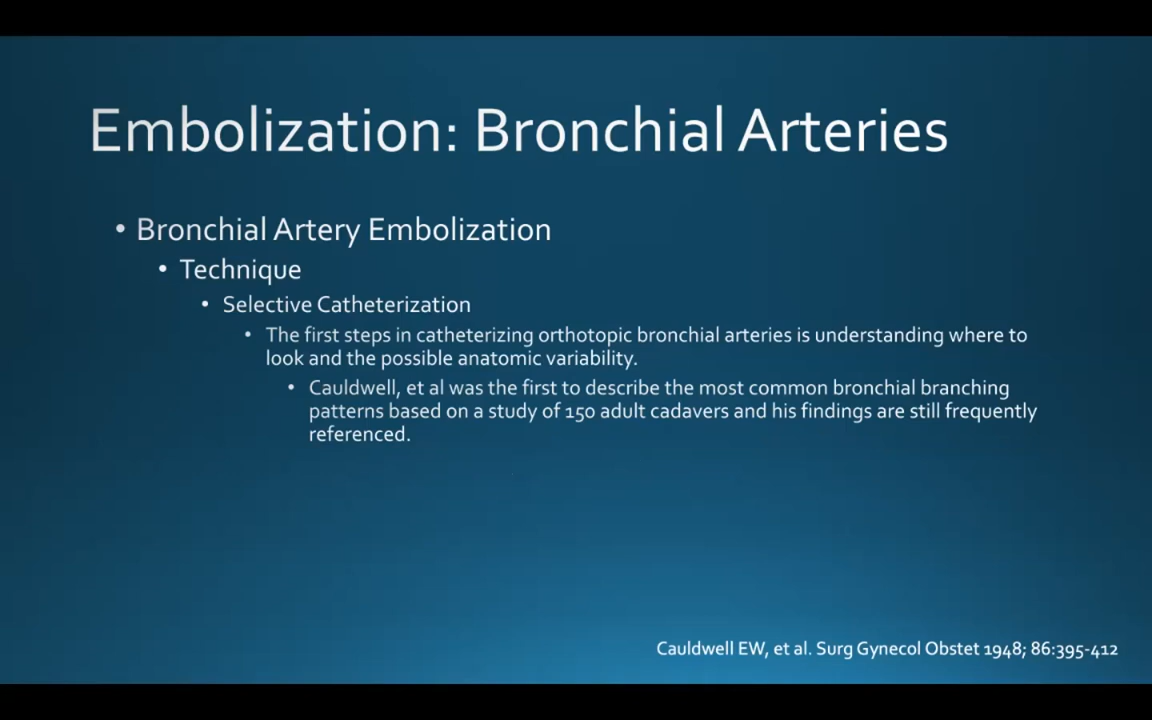 Embolization: Bronchial Arteries
• Bronchial Artery Embolization
• Technique
• Selective Catheterization
• The first steps in catheterizing orthotopic bronchial arteries is understanding where to
look and the possible anatomic variability.
• Cauldwell, et al was the first to describe the most common bronchial branching
patterns based on a study of 150 adult cadavers and his findings are still frequently
referenced.
Cauldwell EW, et al. Surg Gynecol Obstet 1948; 86:395-412